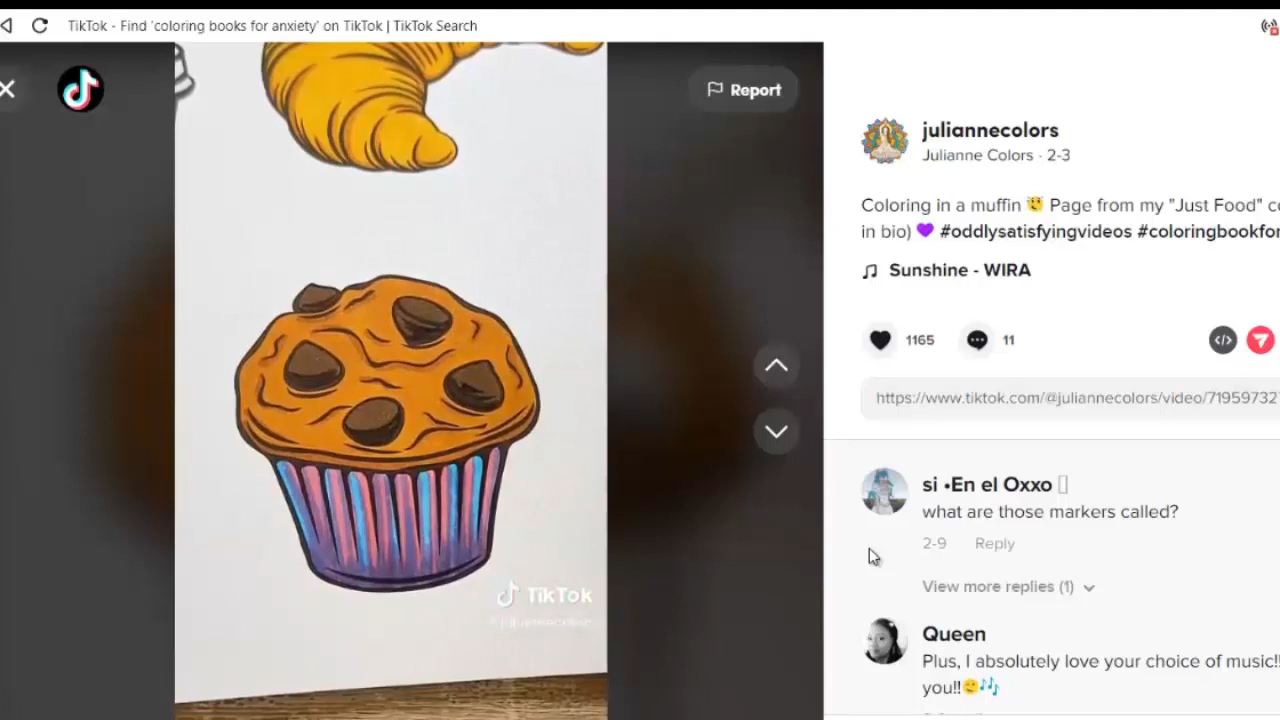 TikTok - Find 'coloring books for anxiety' on TikTok | TikTok Search
Report
juliannecolors
Julianne Colors · 2-3
Coloring in a muffin 🤠 Page from my "Just Food" c
in bio) 💜 #oddlysatisfyingvideos #coloringbookfor
Sunshine - WIRA
1165
11
https://www.tiktok.com/@juliannecolors/video/7195973
si •En el Oxxo
what are those markers called?
2-9 Reply
View more replies (1)
TikTok
Queen
Plus, I absolutely love your choice of music!!
you!!😊🎶